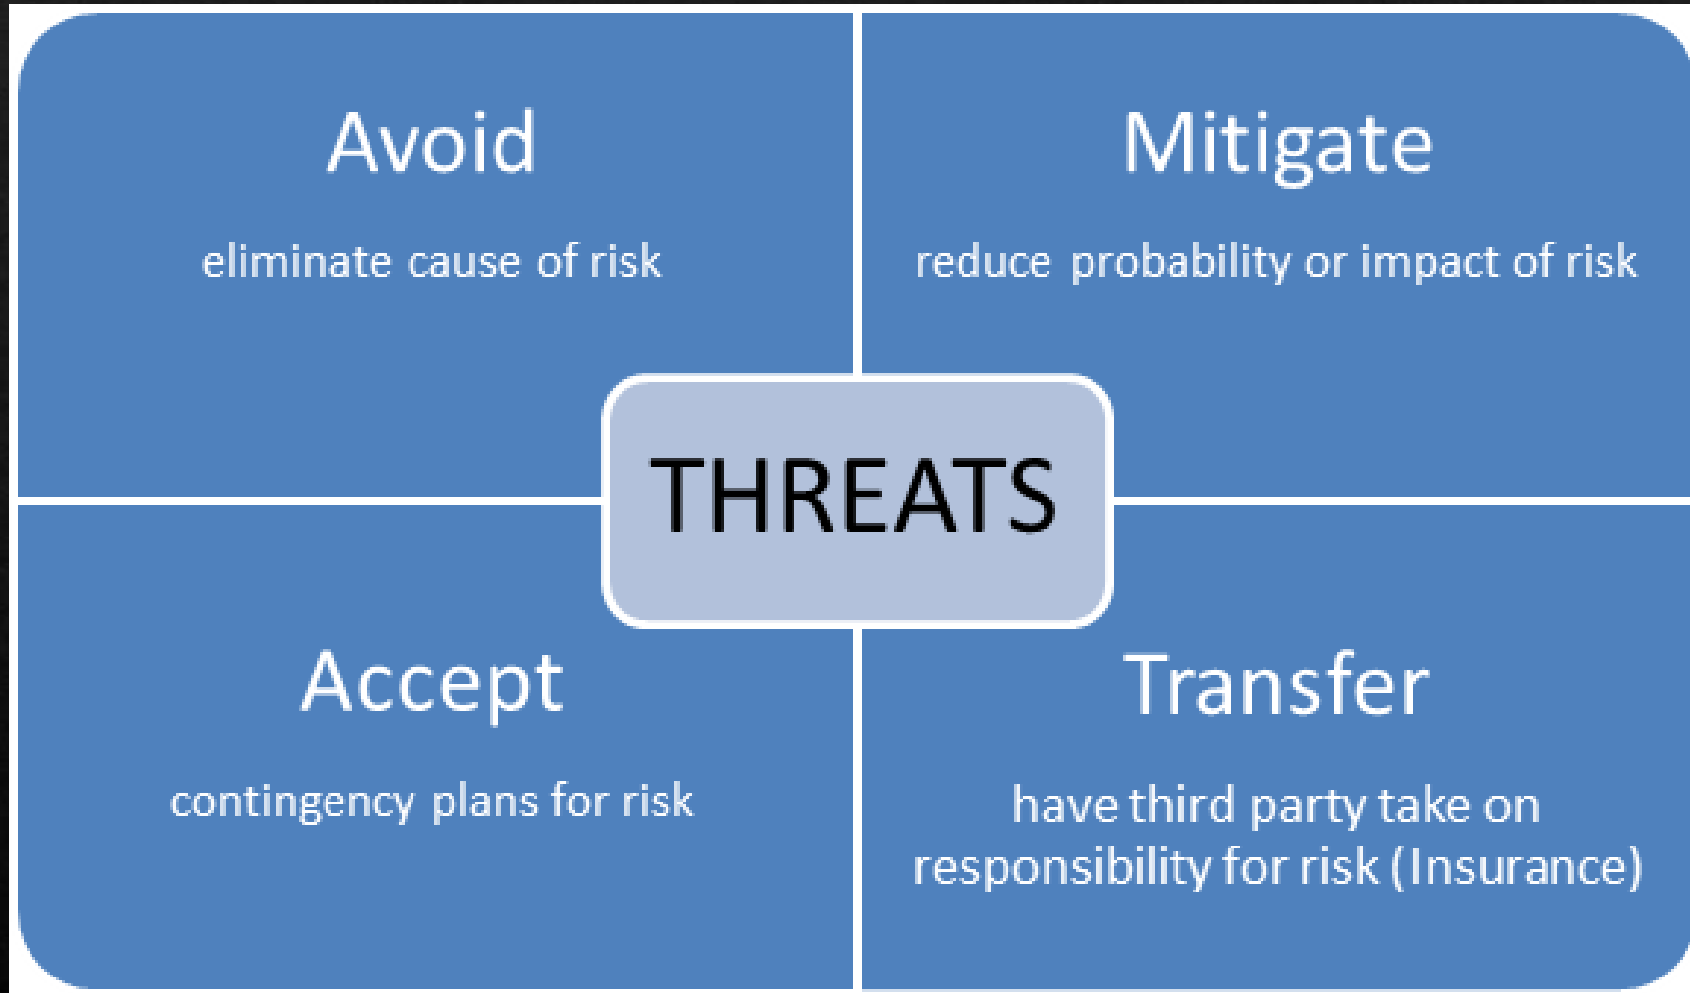 Avoid
eliminate cause of risk
Mitigate
reduce probability or impact of risk
THREATS
Accept
contingency plans for risk
Transfer
have third party take on
responsibility for risk (Insurance)